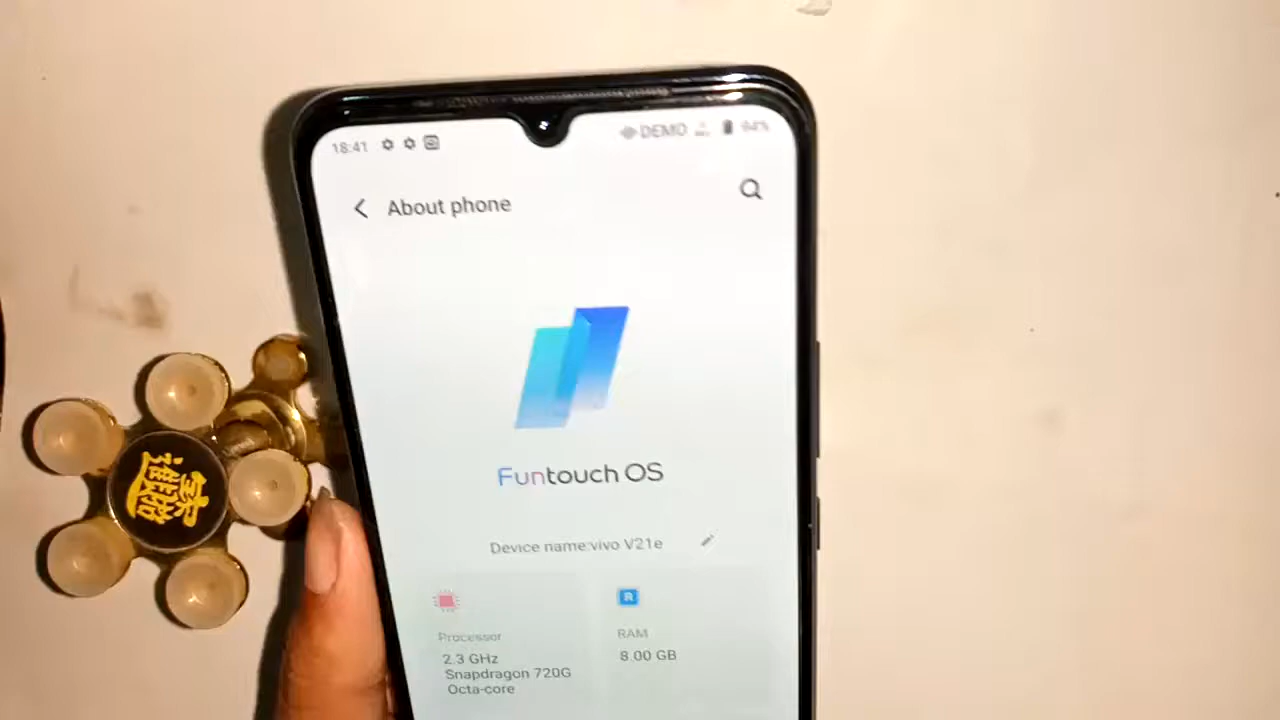 18:41
DEMO
94%
About phone
Funtouch OS
Device name:vivo V21e
Processor
2.3 GHz
Snapdragon 720G
Octa-core
R
RAM
8.00 GB